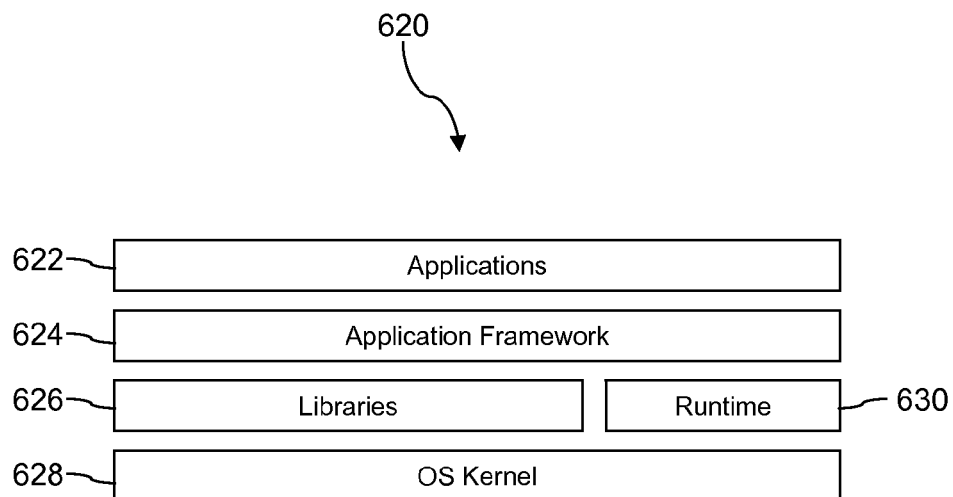 620
622 Applications
624 Application Framework
626 Libraries Runtime 630
628 OS Kernel